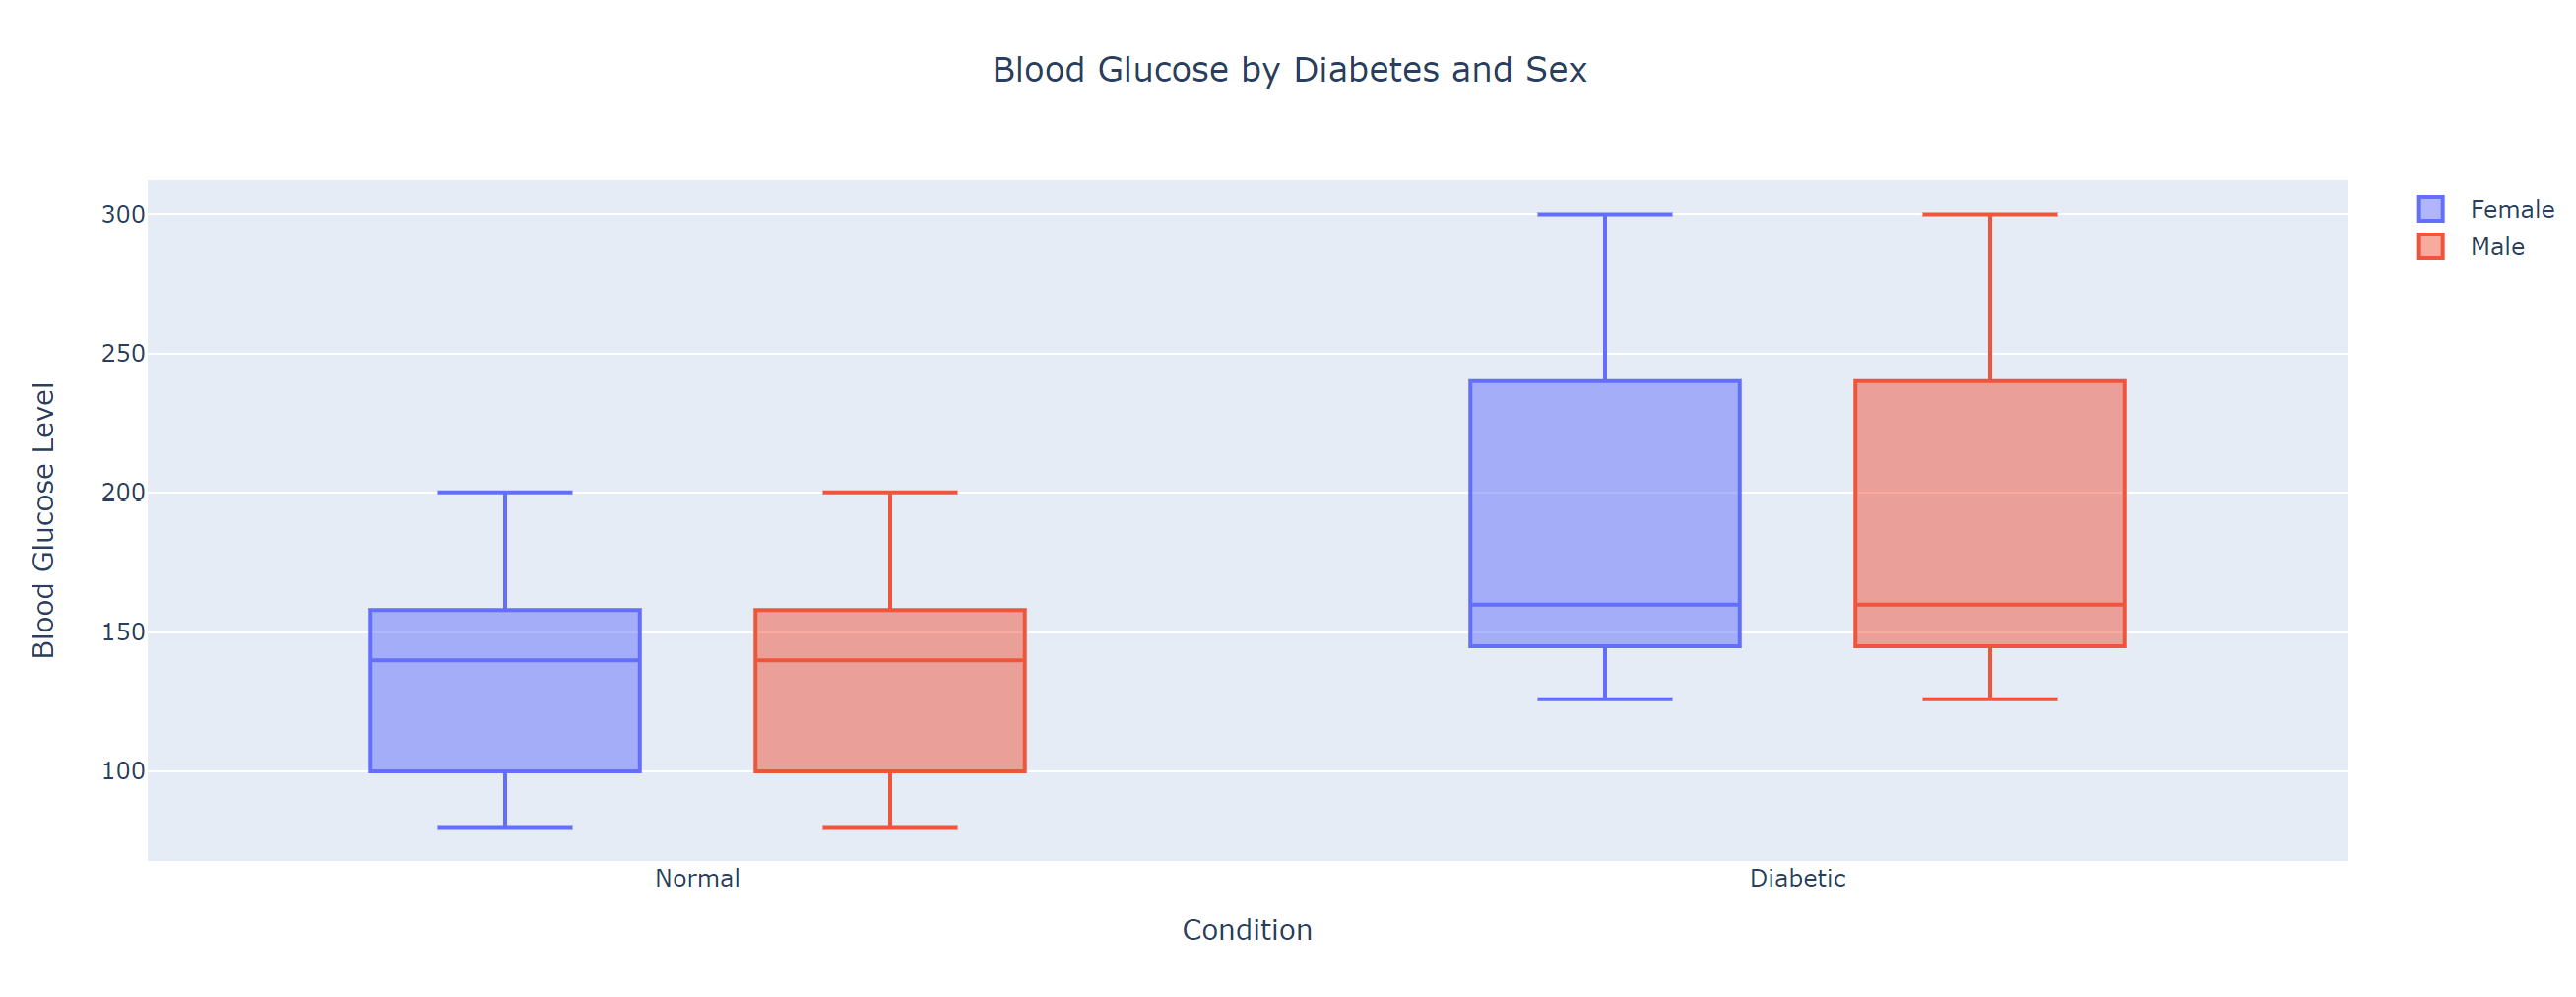 Blood Glucose by Diabetes and Sex
Female
Male
Blood Glucose Level
300
250
200
150
100
Normal
Diabetic
Condition